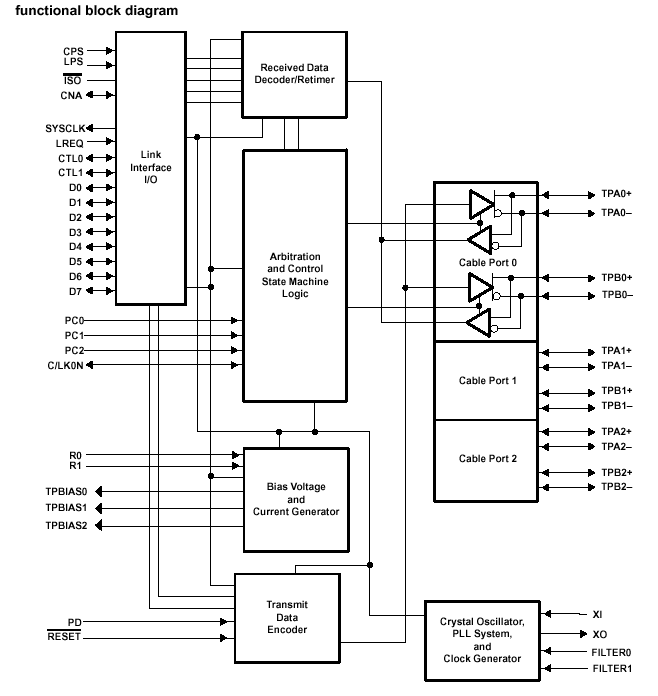 functional block diagram
CPS
LPS
ISO
CNA
SYSCLK
LREQ
CTL0
CTL1
D0
D1
D2
D3
D4
D5
D6
D7
PC0
PC1
PC2
C/LK0N
R0
R1
TPBIAS0
TPBIAS1
TPBIAS2
PD
RESET
Link
Interface
I/O
Received Data
Decoder/Retimer
Arbitration
and Control
State Machine
Logic
Bias Voltage
and
Current Generator
Transmit
Data
Encoder
Cable Port 0
Cable Port 1
Cable Port 2
Crystal Oscillator,
PLL System,
and
Clock Generator
TPA0+
TPA0–
TPB0+
TPB0–
TPA1+
TPA1–
TPB1+
TPB1–
TPA2+
TPA2–
TPB2+
TPB2–
XI
XO
FILTER0
FILTER1